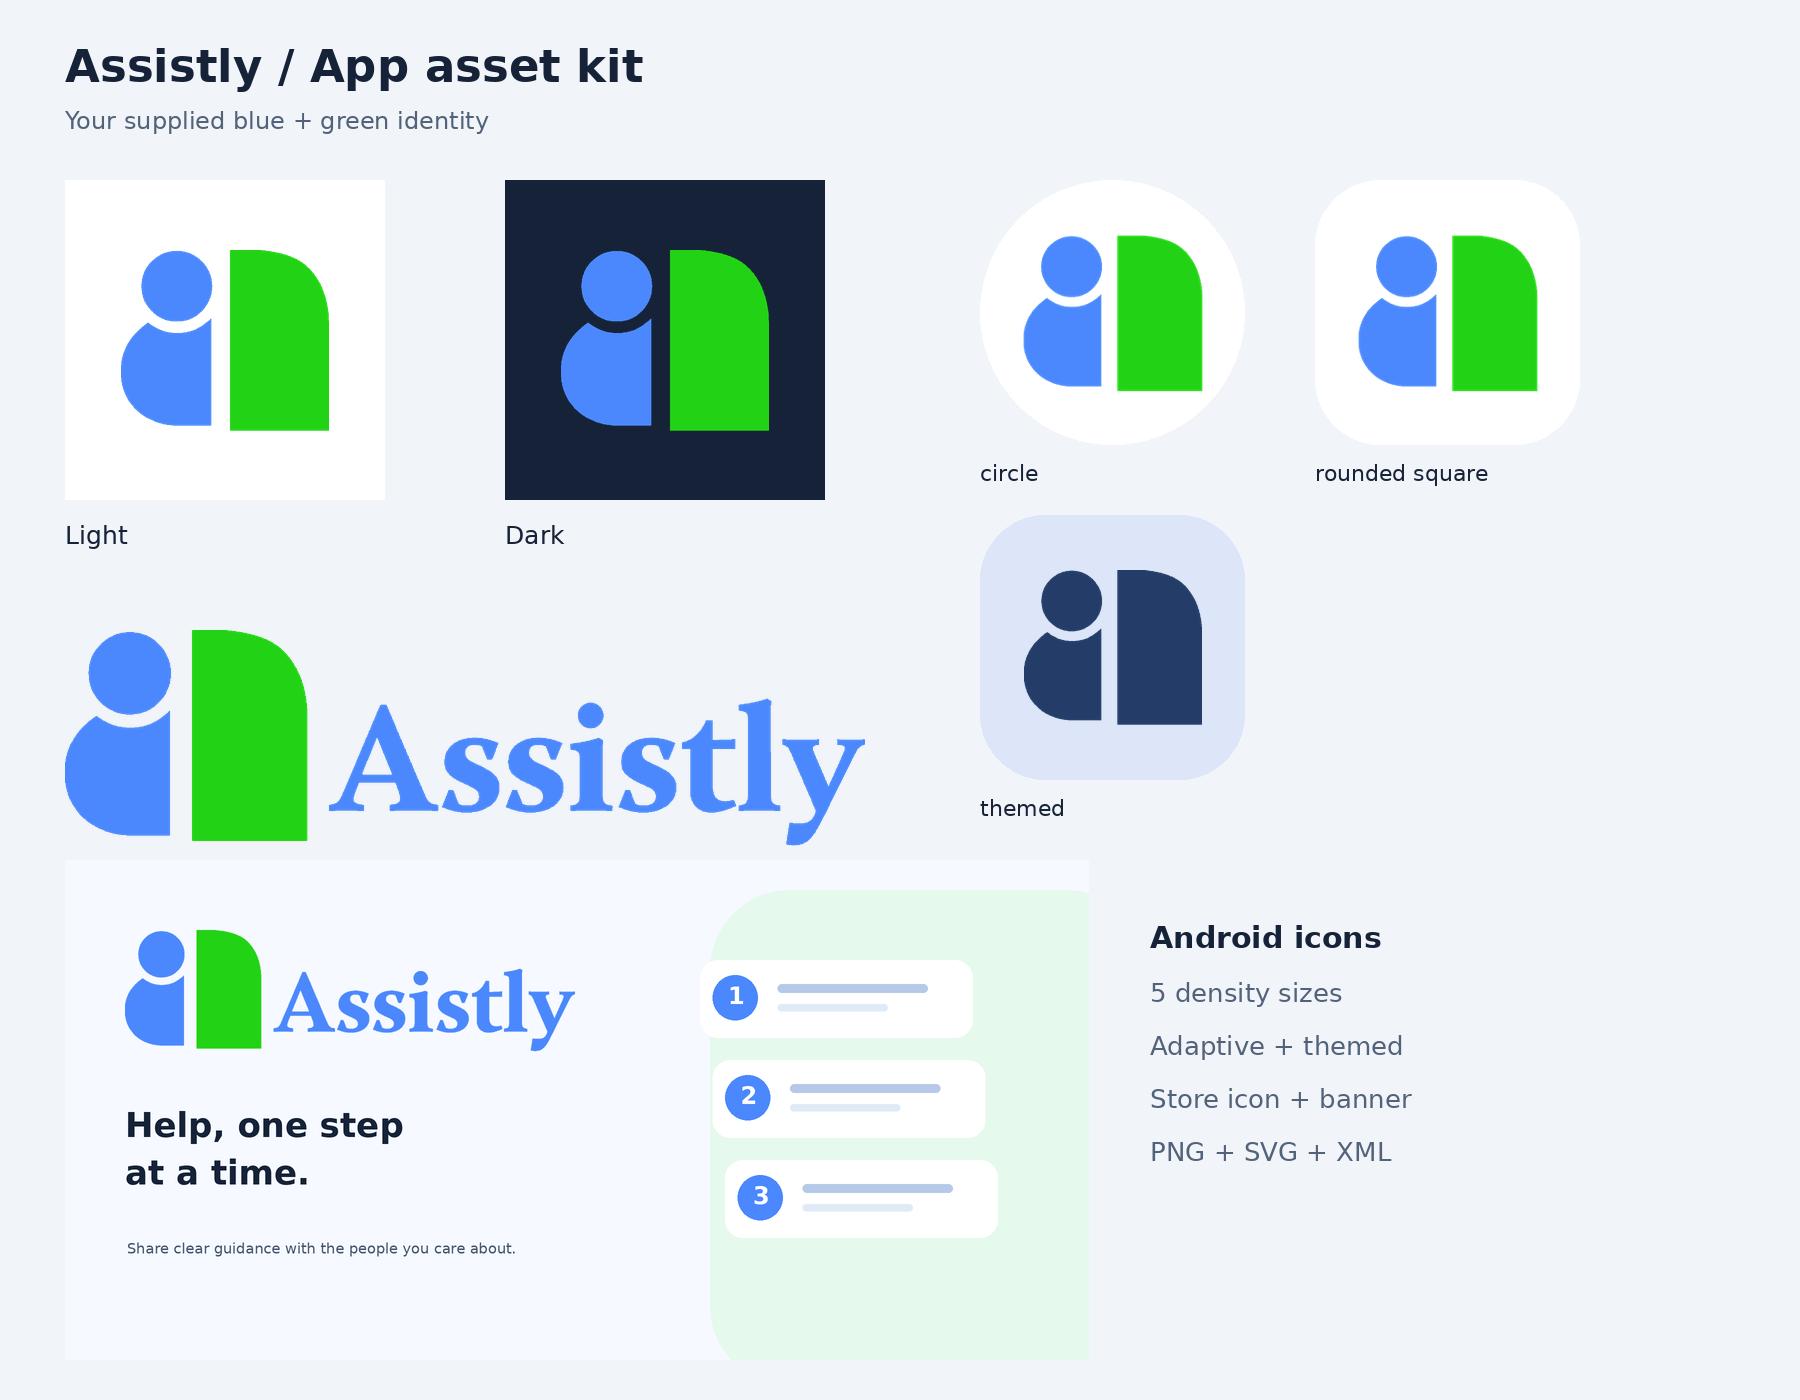 Assistly / App asset kit
Your supplied blue + green identity
Light
Dark
circle
rounded square
Assistly
themed
Assistly
Help, one step
at a time.
Share clear guidance with the people you care about.
1
2
3
Android icons
5 density sizes
Adaptive + themed
Store icon + banner
PNG + SVG + XML